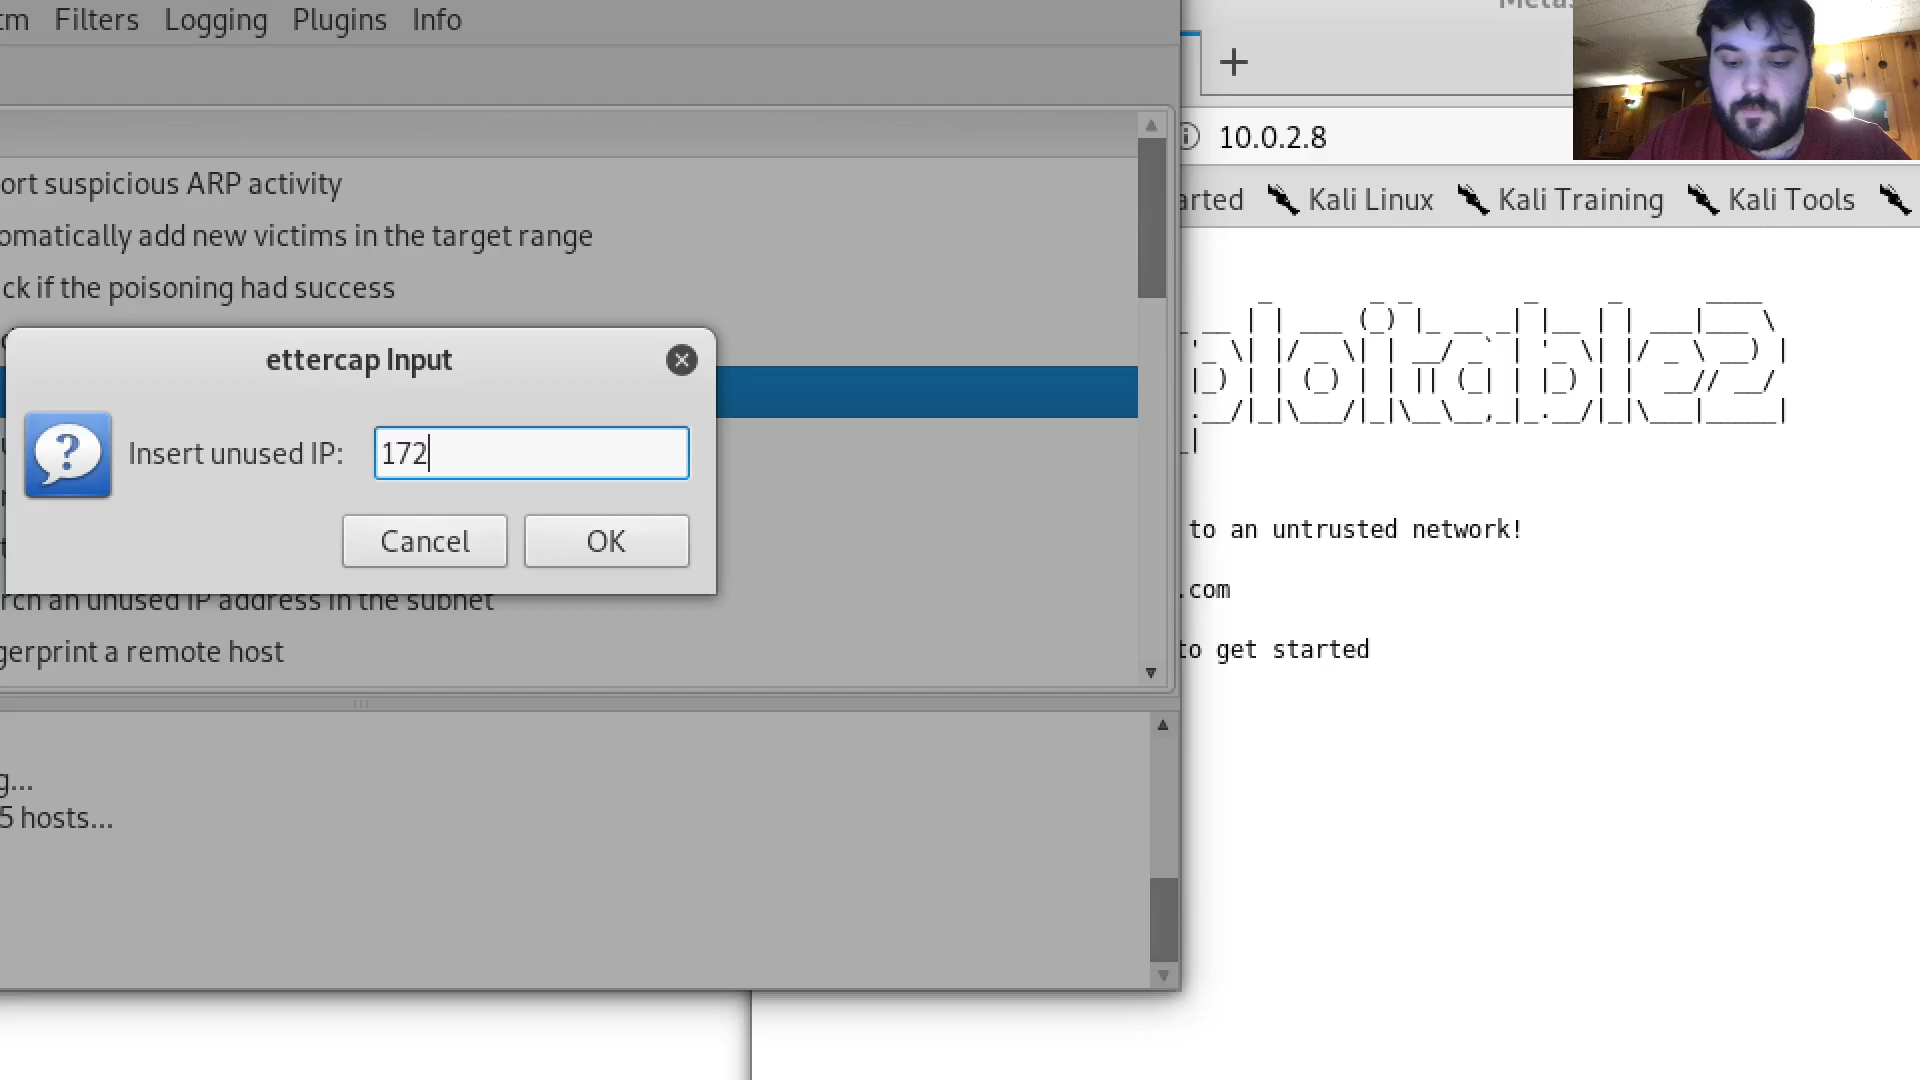 tm Filters Logging Plugins Info
10.0.2.8
arted Kali Linux Kali Training Kali Tools
ort suspicious ARP activity
omatically add new victims in the target range
ck if the poisoning had success
ettercap Input
Insert unused IP: 172
Cancel OK
rch an unused IP address in the subnet
gerprint a remote host
ploitable2
to an untrusted network!
.com
to get started
g...
5 hosts...